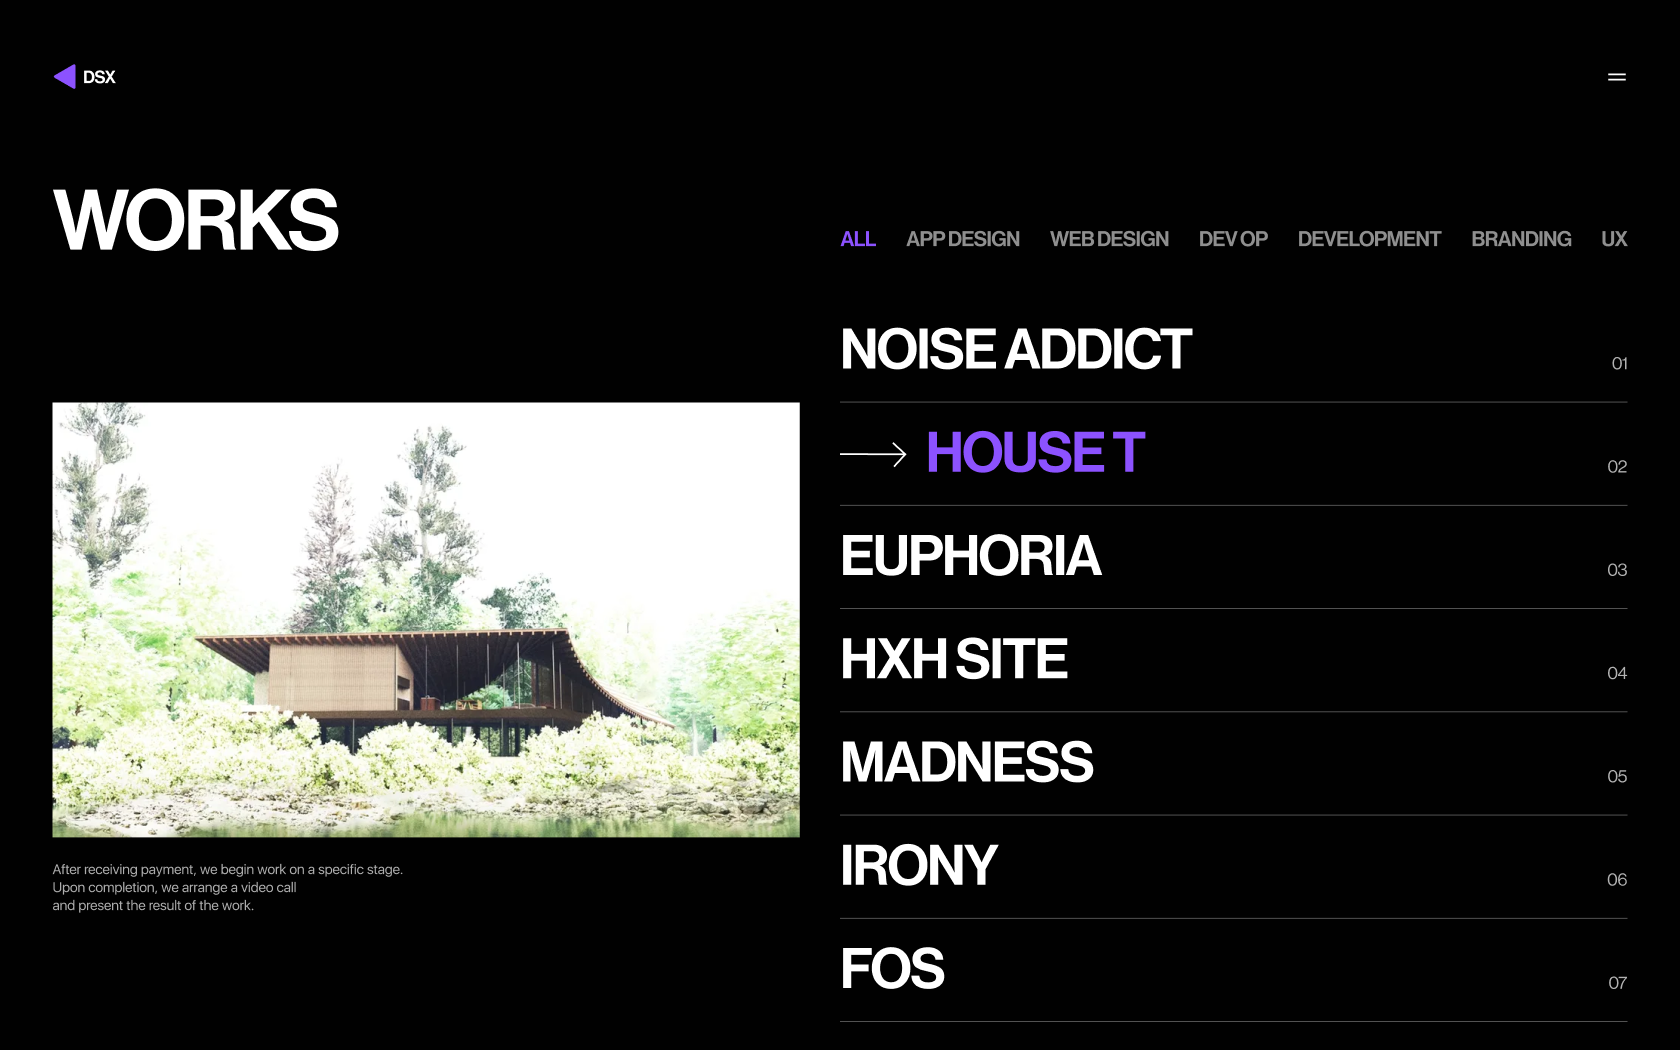 DSX
WORKS
ALL APP DESIGN WEB DESIGN DEV OP DEVELOPMENT BRANDING UX
NOISE ADDICT 01
HOUSE T 02
EUPHORIA 03
HXH SITE 04
MADNESS 05
IRONY 06
FOS 07
After receiving payment, we begin work on a specific stage.
Upon completion, we arrange a video call
and present the result of the work.